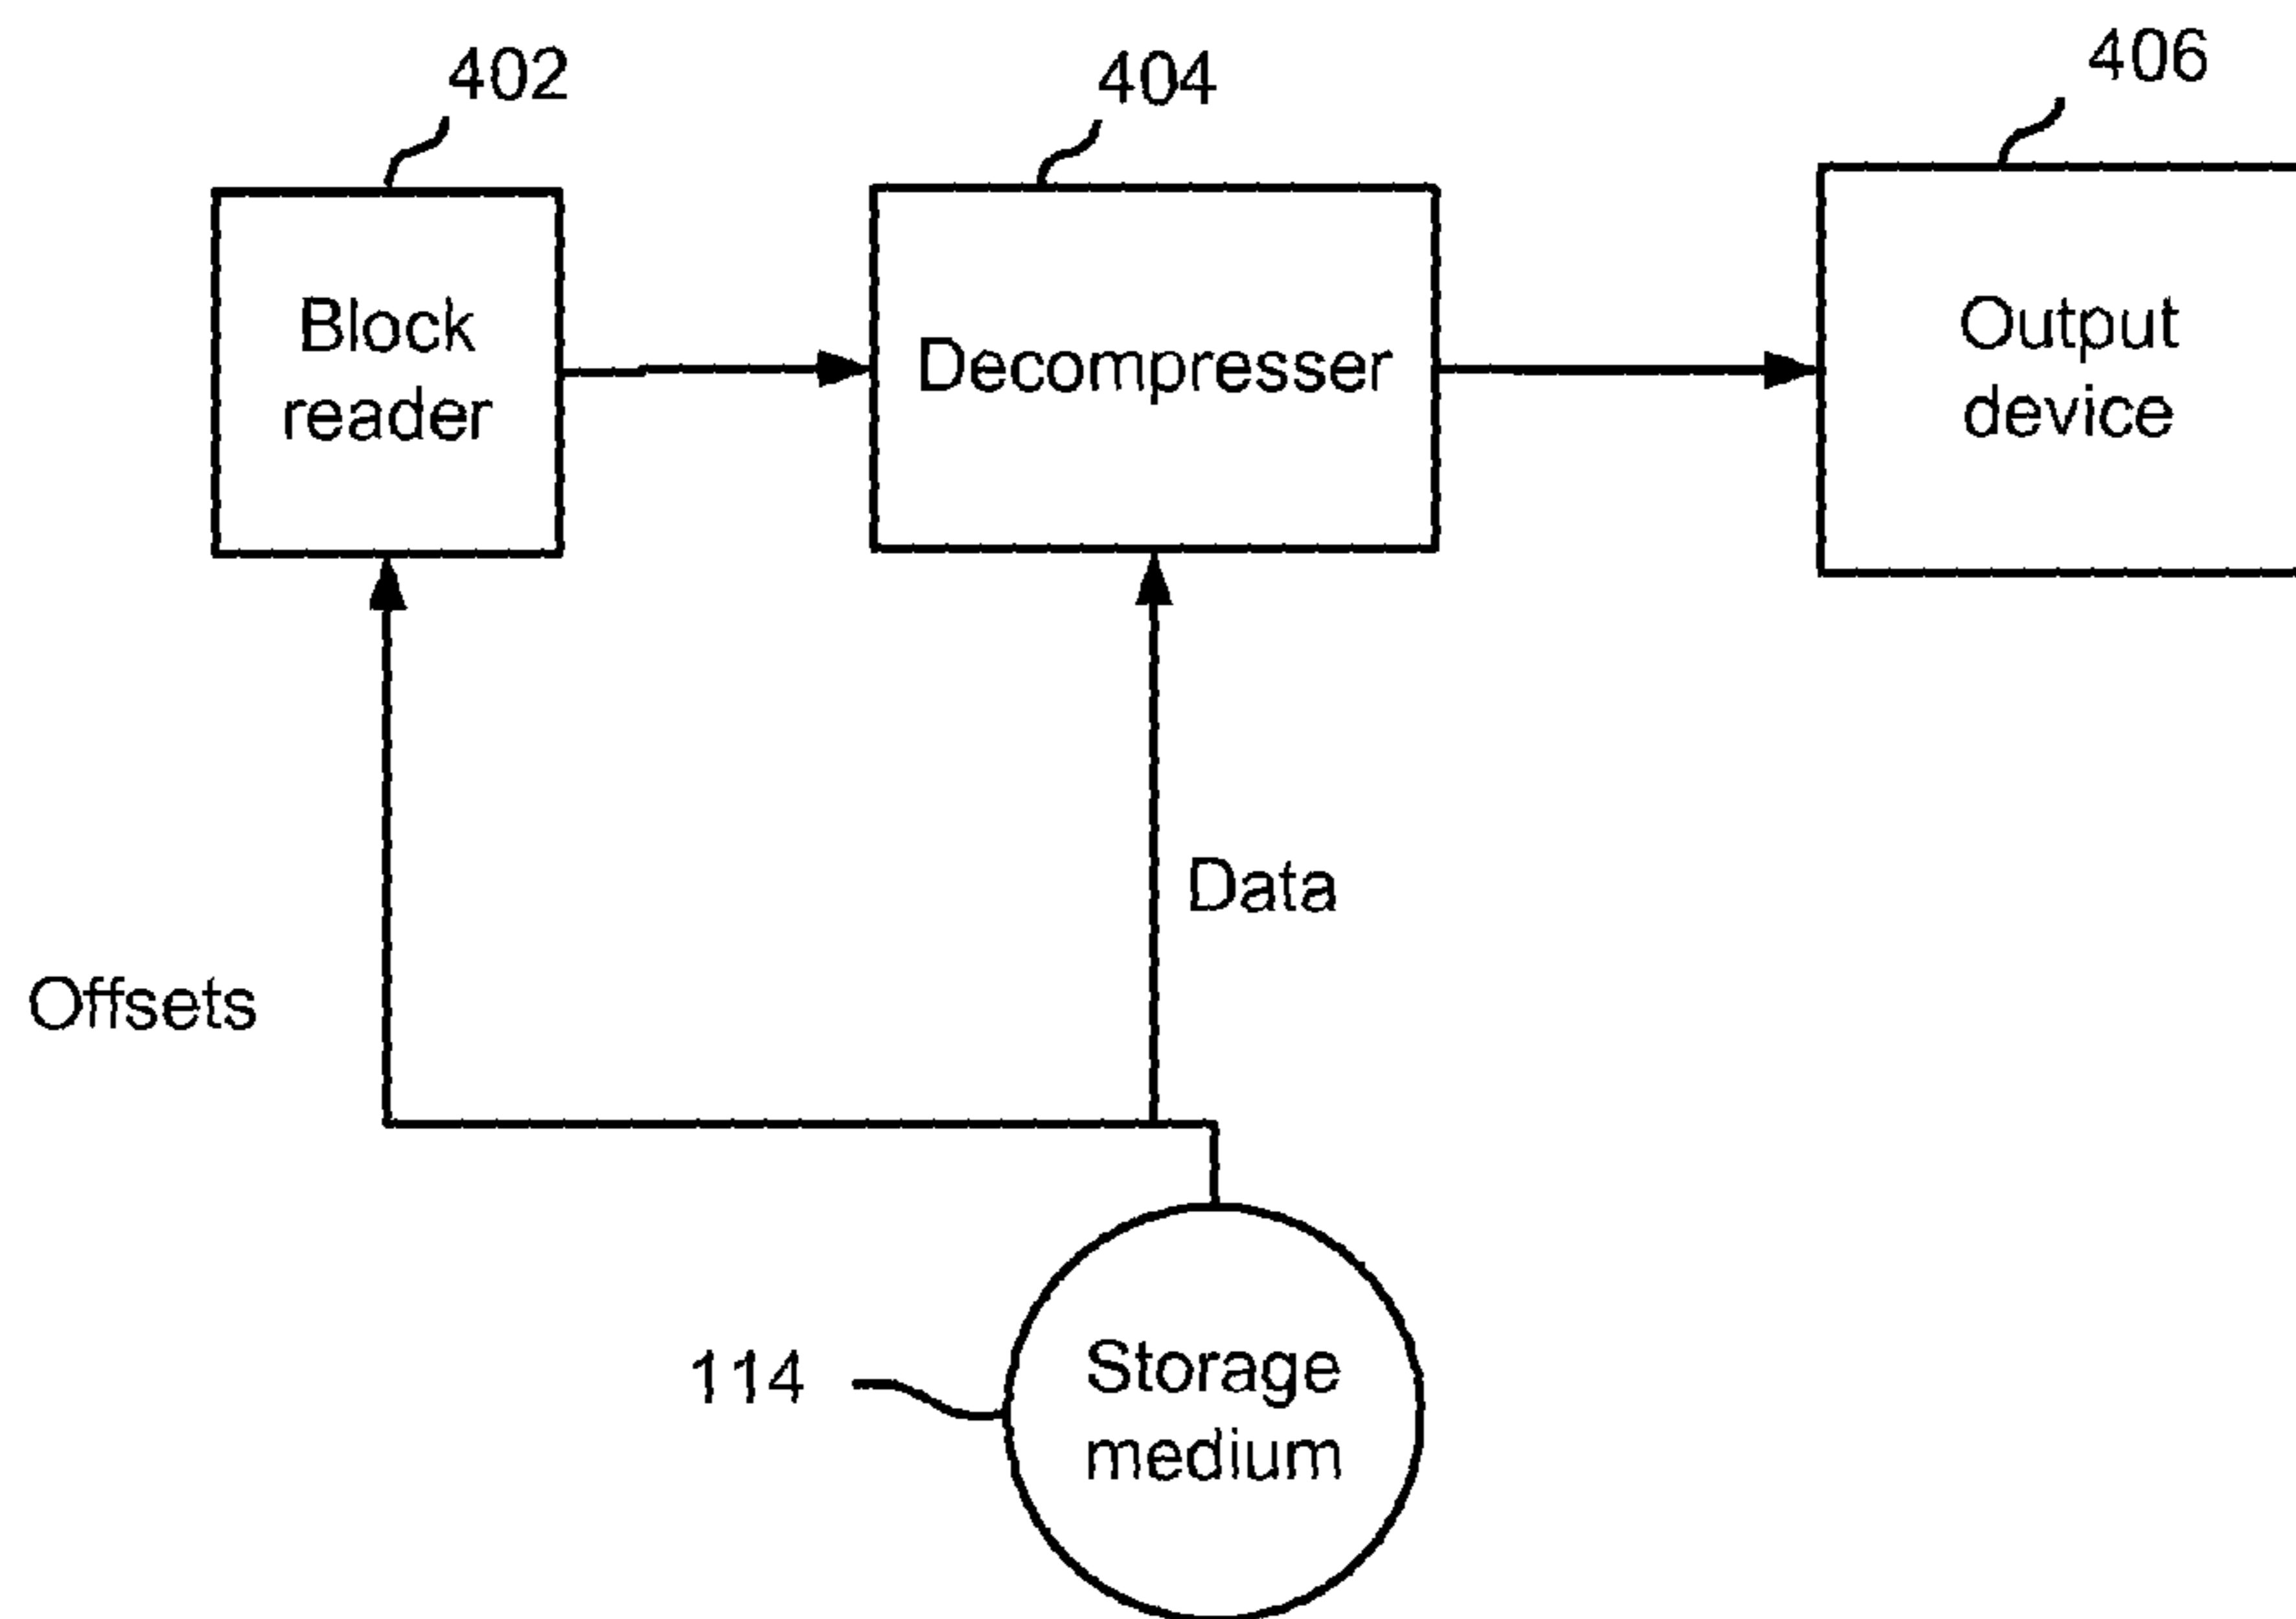 402
404
406
Block
reader
Decompresser
Output
device
Data
Offsets
114
Storage
medium